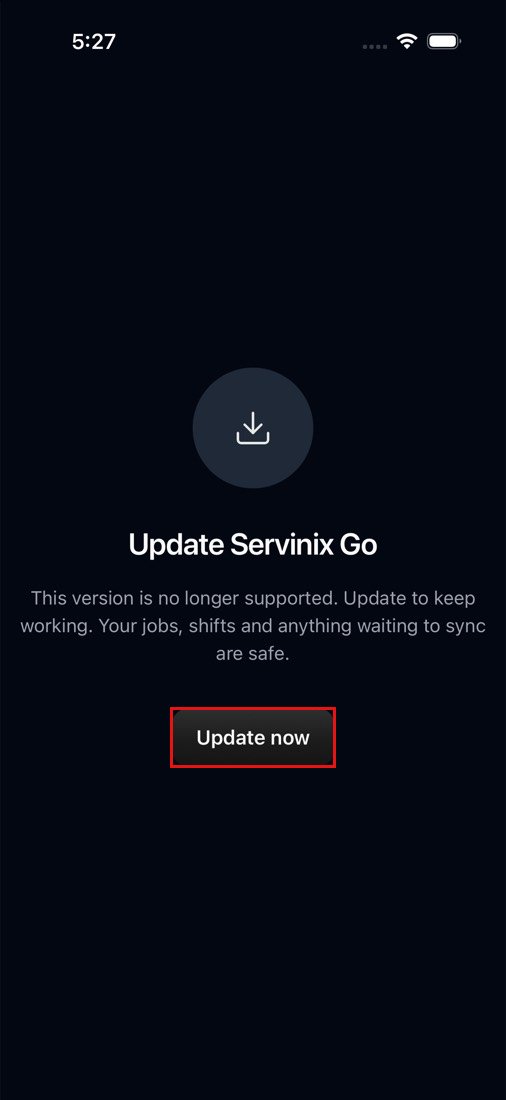 5:27
Update Servinix Go
This version is no longer supported. Update to keep
working. Your jobs, shifts and anything waiting to sync
are safe.
Update now